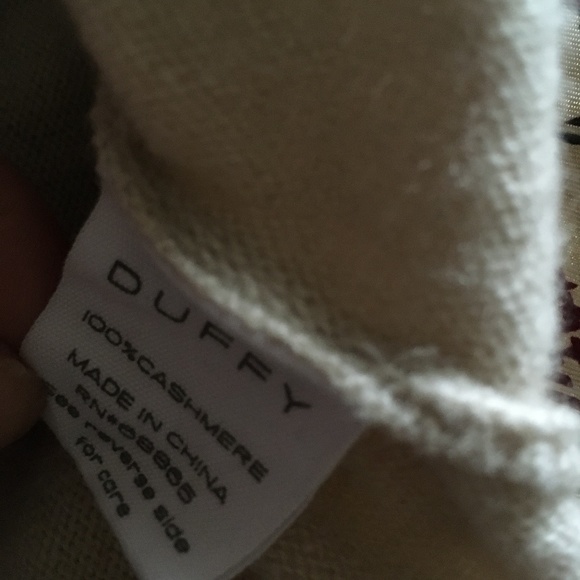 DUFFY
100%CASHMERE
MADE IN CHINA
See reverse side
for care